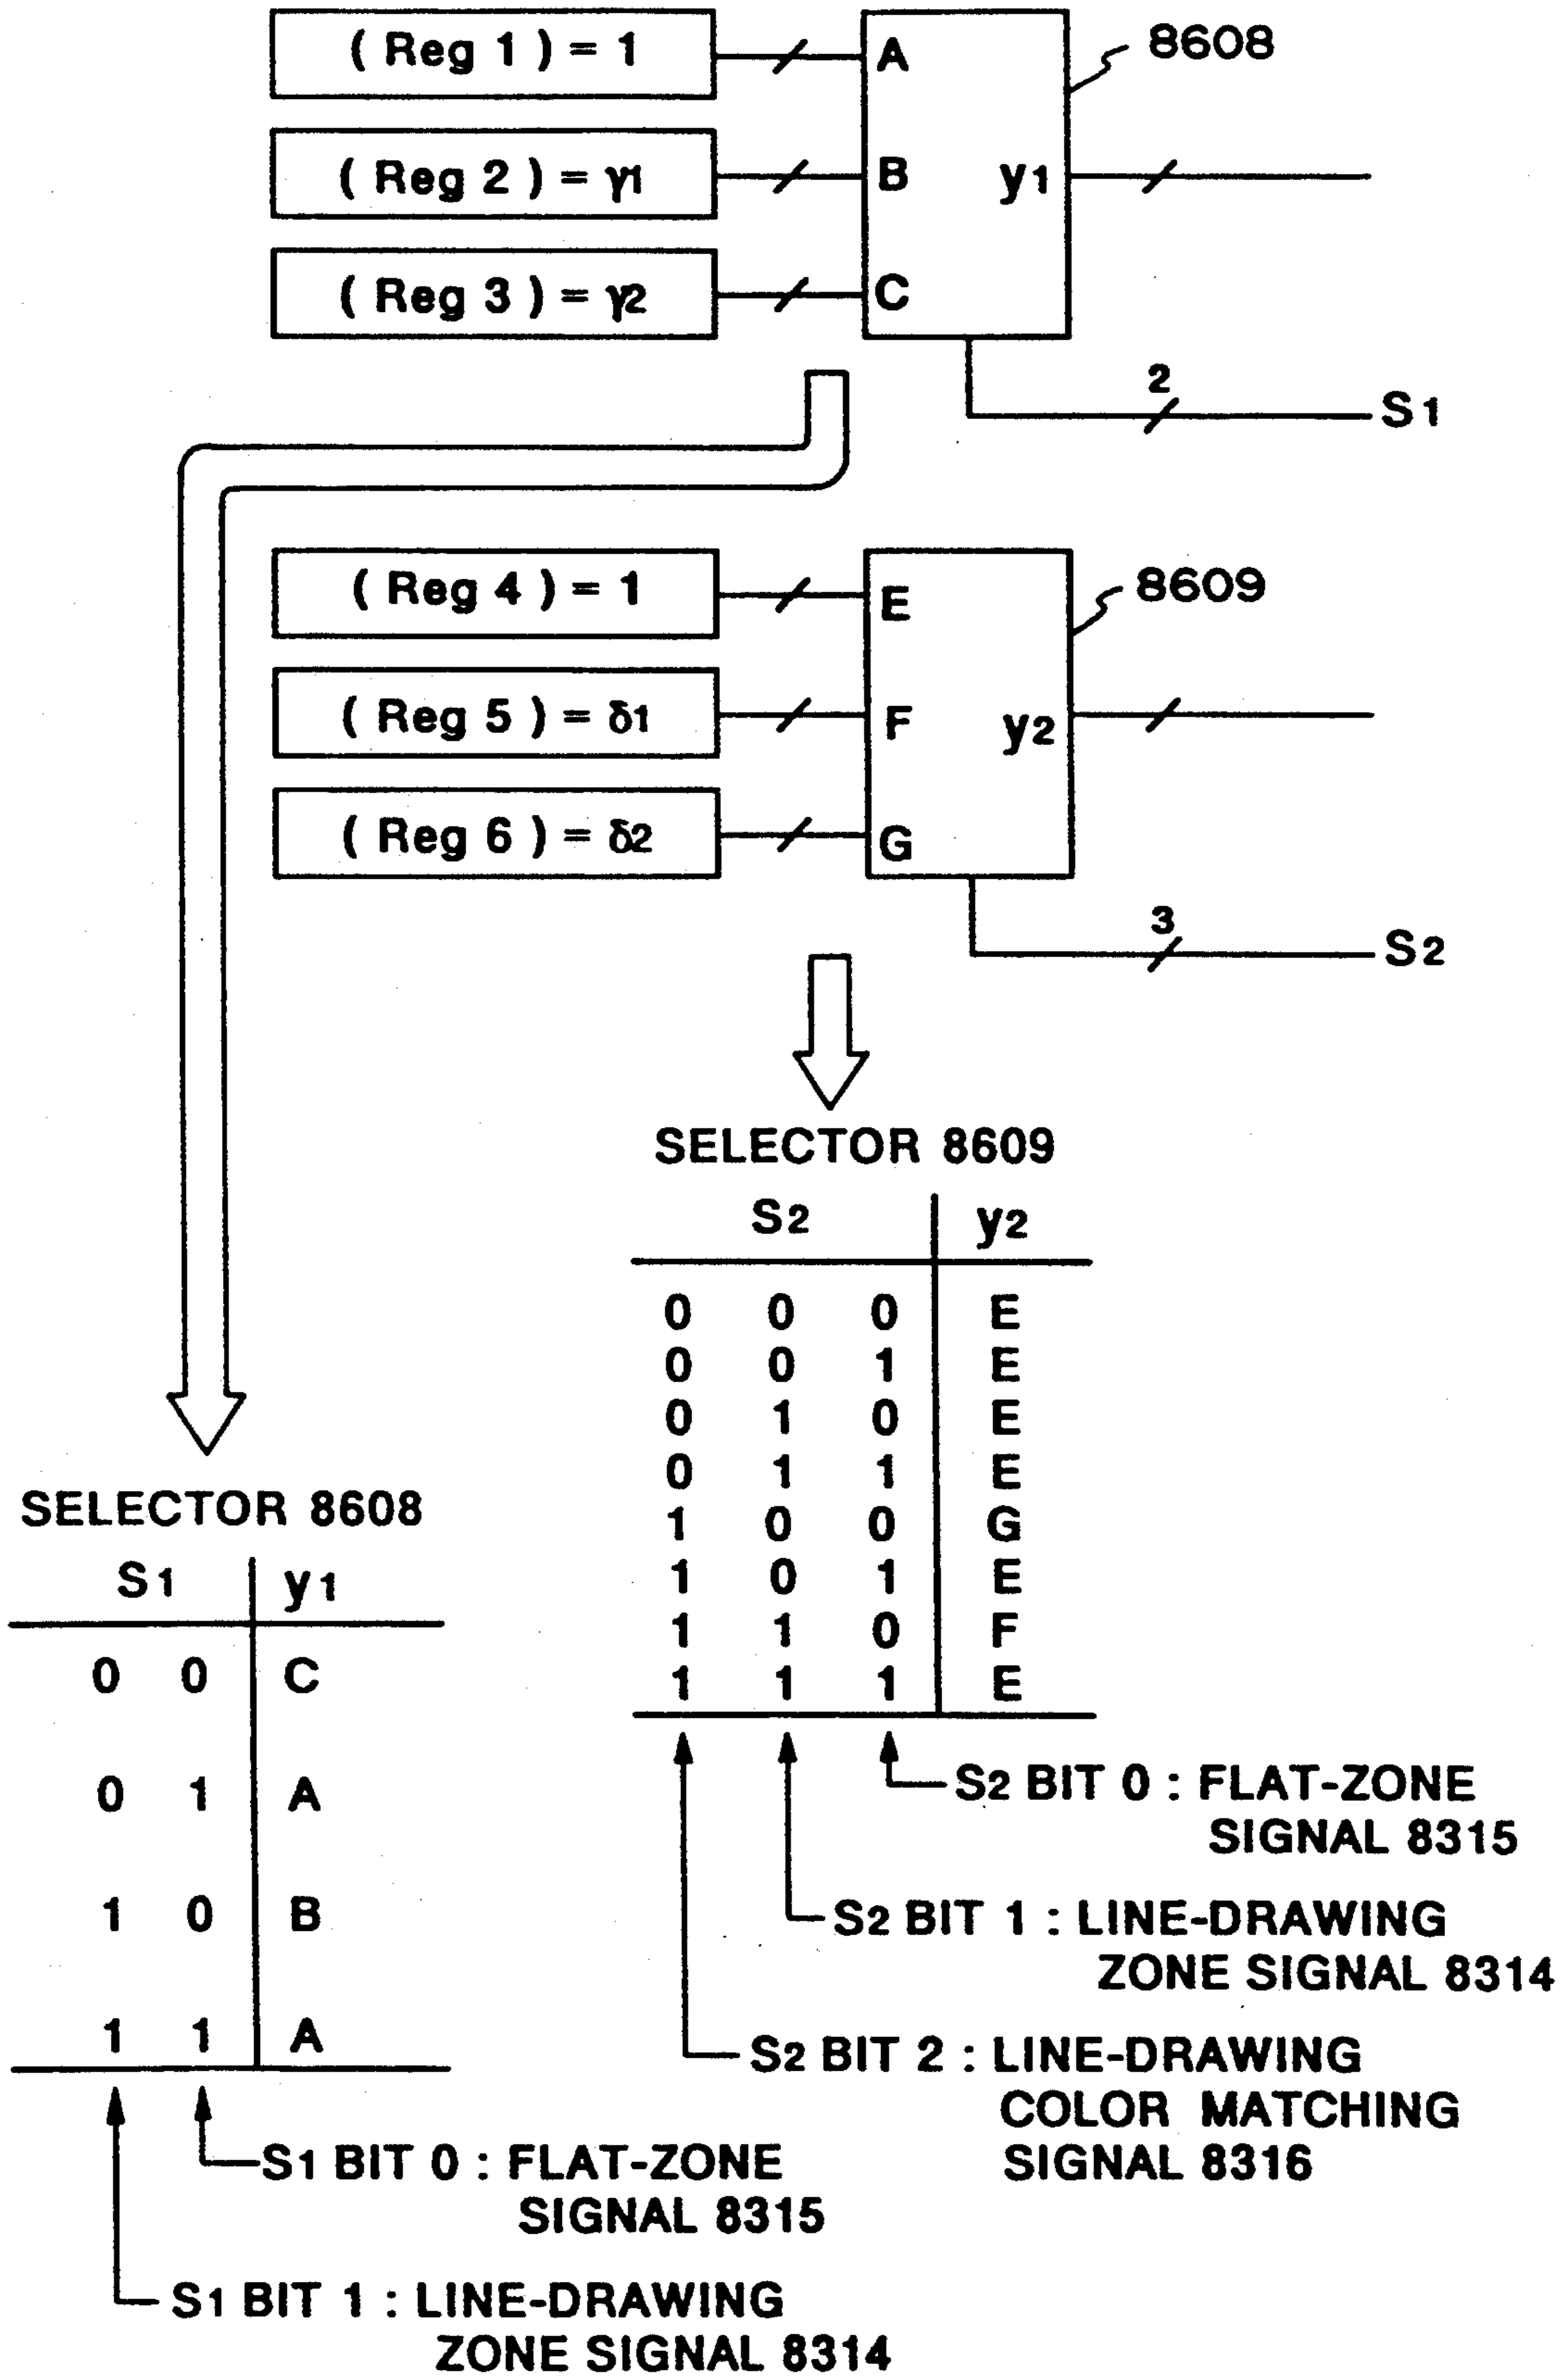 ( Reg 1 ) = 1
A
8608
( Reg 2 ) = γ1
B
y1
( Reg 3 ) = γ2
C
2
S1
( Reg 4 ) = 1
E
8609
( Reg 5 ) = δ1
F
y2
( Reg 6 ) = δ2
G
3
S2
SELECTOR 8609
S2 y2
0 0 0 E
0 0 1 E
0 1 0 E
0 1 1 E
1 0 0 G
1 0 1 E
1 1 0 F
1 1 1 E
S2 BIT 0 : FLAT-ZONE
SIGNAL 8315
S2 BIT 1 : LINE-DRAWING
ZONE SIGNAL 8314
S2 BIT 2 : LINE-DRAWING
COLOR MATCHING
SIGNAL 8316
SELECTOR 8608
S1 y1
0 0 C
0 1 A
1 0 B
1 1 A
S1 BIT 0 : FLAT-ZONE
SIGNAL 8315
S1 BIT 1 : LINE-DRAWING
ZONE SIGNAL 8314